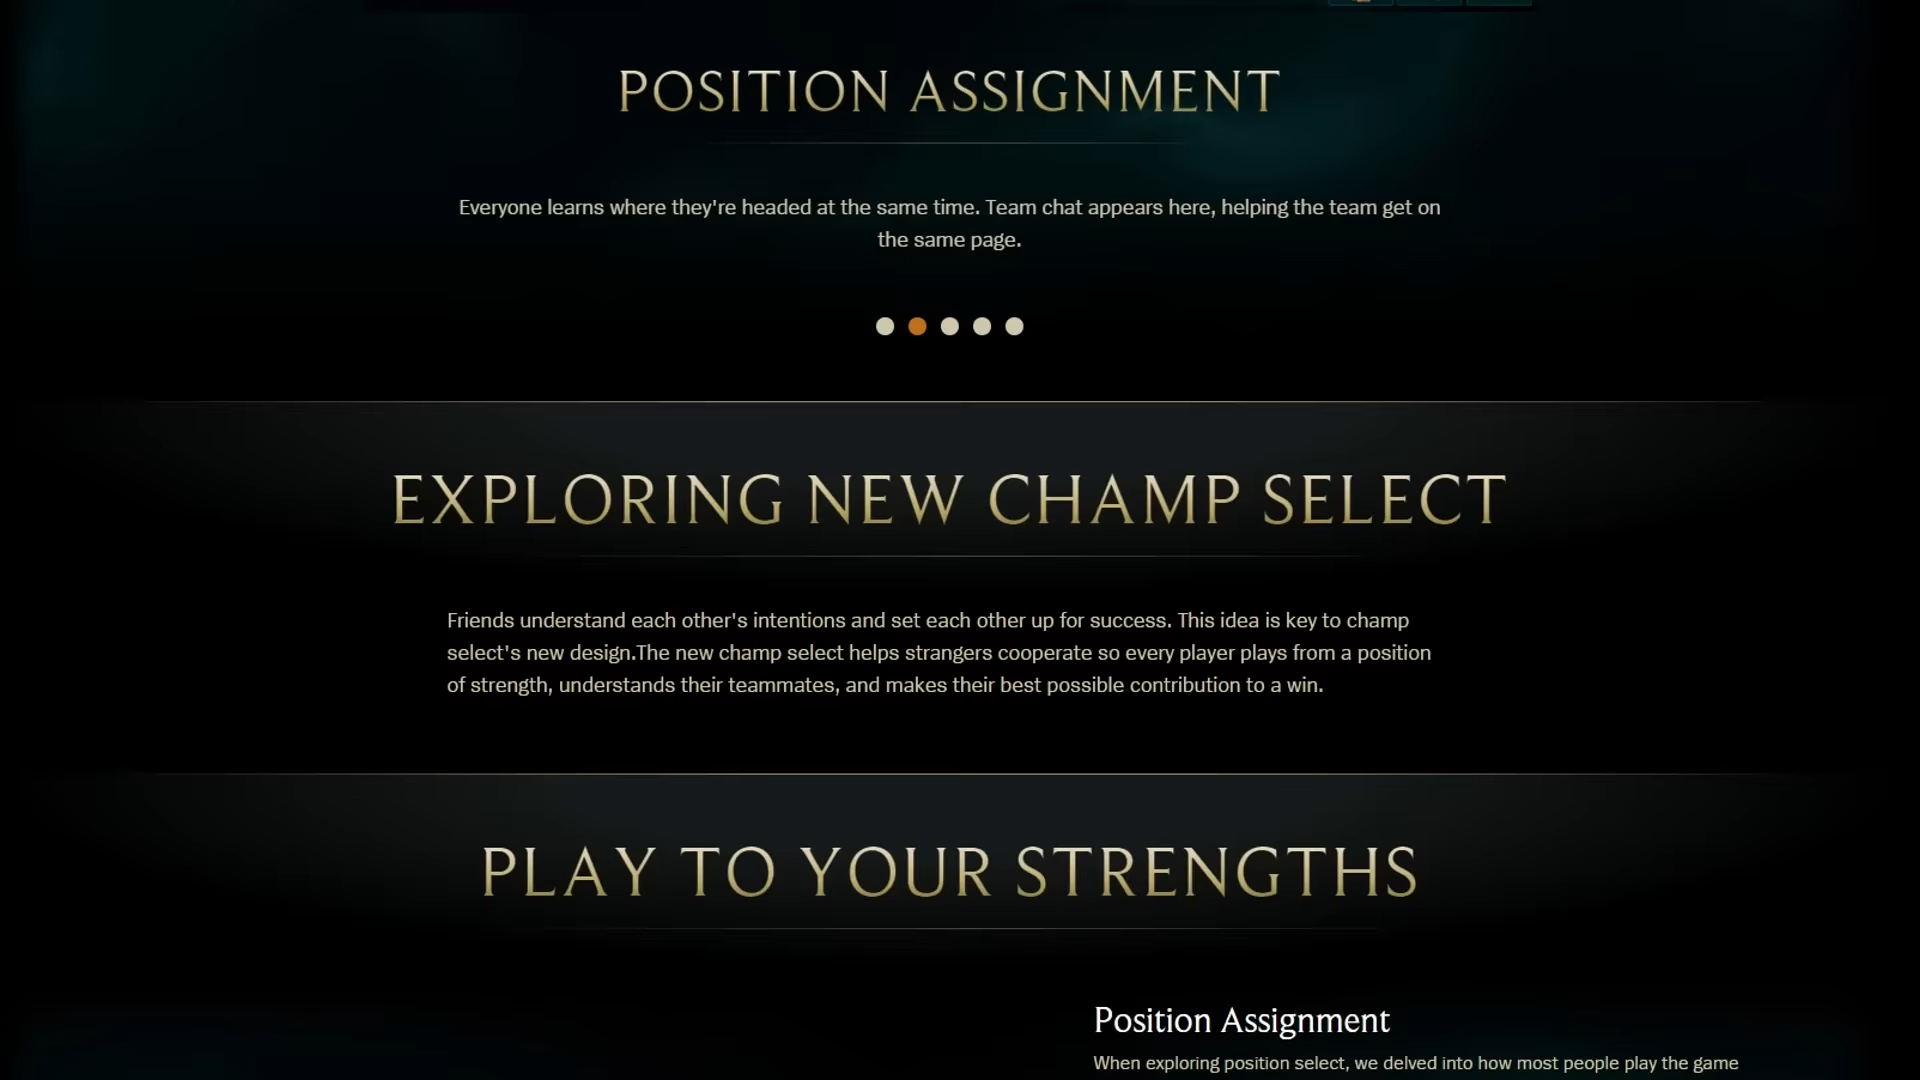 POSITION ASSIGNMENT
Everyone learns where they're headed at the same time. Team chat appears here, helping the team get on
the same page.
EXPLORING NEW CHAMP SELECT
Friends understand each other's intentions and set each other up for success. This idea is key to champ
select's new design.The new champ select helps strangers cooperate so every player plays from a position
of strength, understands their teammates, and makes their best possible contribution to a win.
PLAY TO YOUR STRENGTHS
Position Assignment
When exploring position select, we delved into how most people play the game